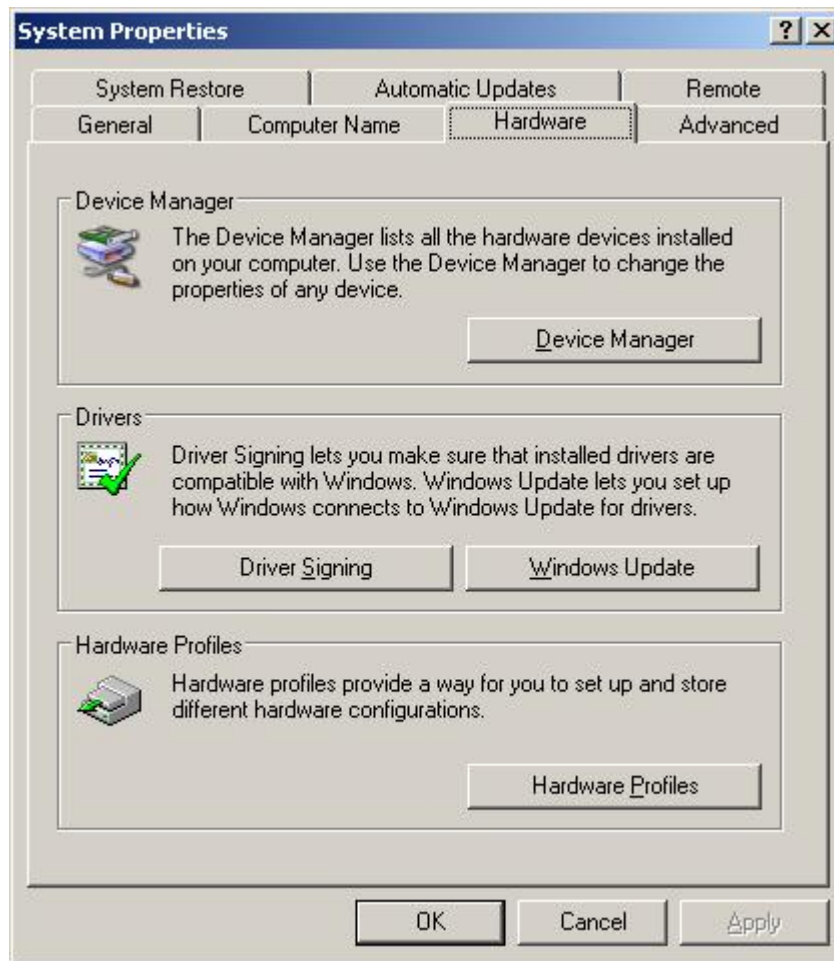 System Properties
System Restore Automatic Updates Remote
General Computer Name Hardware Advanced
Device Manager
The Device Manager lists all the hardware devices installed
on your computer. Use the Device Manager to change the
properties of any device.
Device Manager
Drivers
Driver Signing lets you make sure that installed drivers are
compatible with Windows. Windows Update lets you set up
how Windows connects to Windows Update for drivers.
Driver Signing Windows Update
Hardware Profiles
Hardware profiles provide a way for you to set up and store
different hardware configurations.
Hardware Profiles
OK Cancel Apply